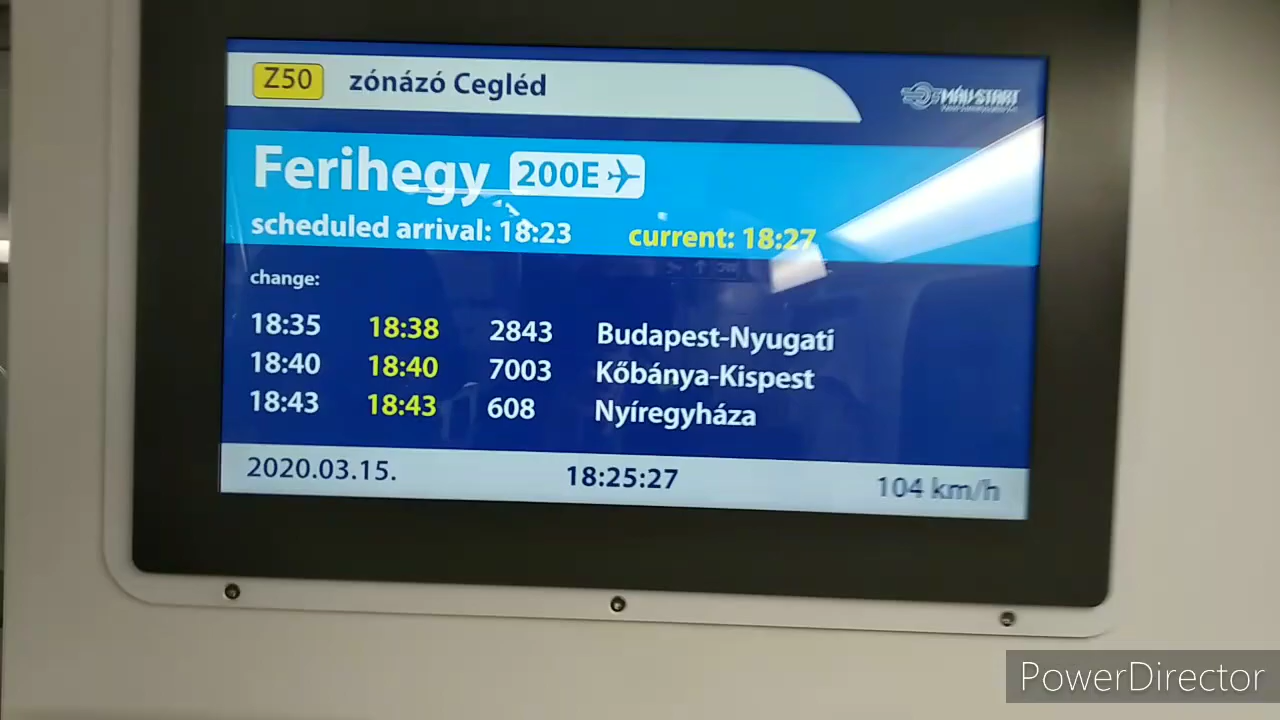 Z50 zónázó Cegléd
MÁV-START
Ferihegy 200E
scheduled arrival: 18:23 current: 18:27
change:
18:35 18:38 2843 Budapest-Nyugati
18:40 18:40 7003 Kőbánya-Kispest
18:43 18:43 608 Nyíregyháza
2020.03.15. 18:25:27 104 km/h
PowerDirector